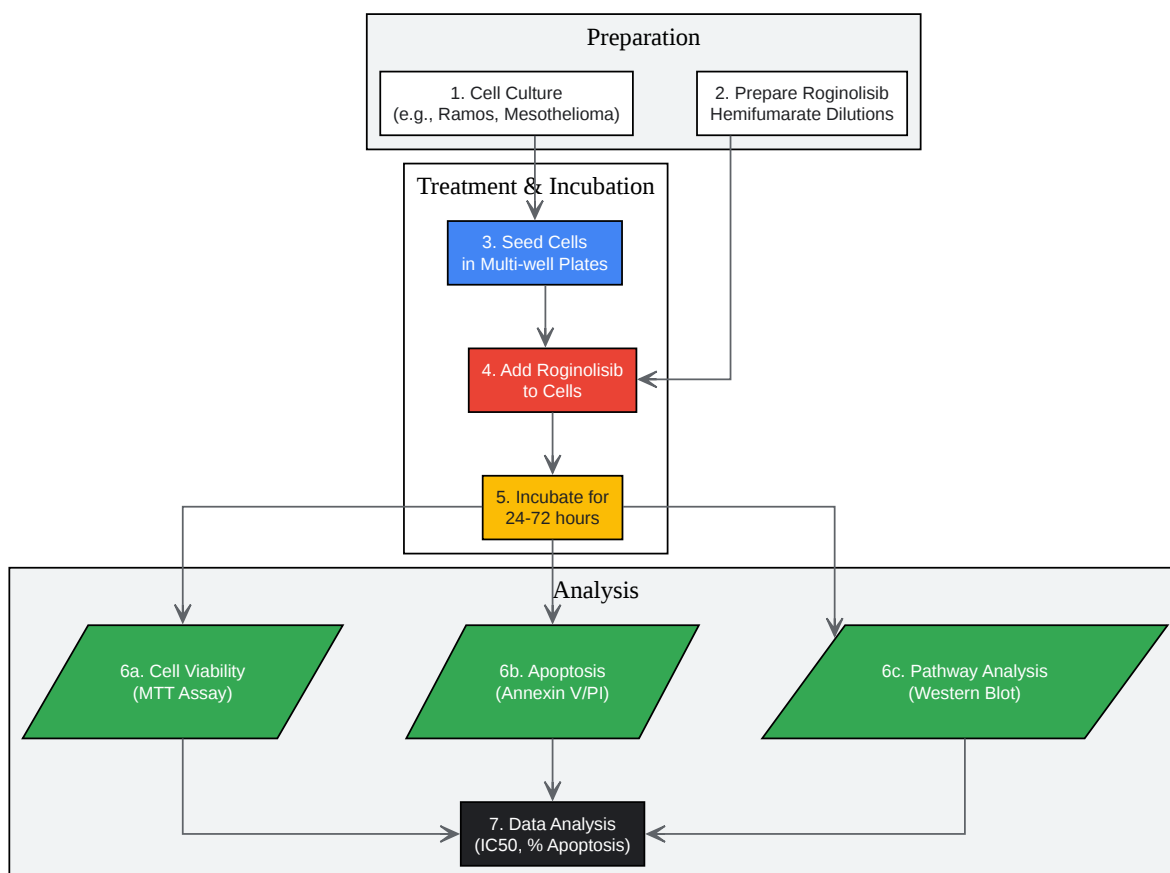 Preparation
1. Cell Culture
(e.g., Ramos, Mesothelioma)
2. Prepare Roginolisib
Hemifumarate Dilutions
Treatment & Incubation
3. Seed Cells
in Multi-well Plates
4. Add Roginolisib
to Cells
5. Incubate for
24-72 hours
Analysis
6a. Cell Viability
(MTT Assay)
6b. Apoptosis
(Annexin V/PI)
6c. Pathway Analysis
(Western Blot)
7. Data Analysis
(IC50, % Apoptosis)